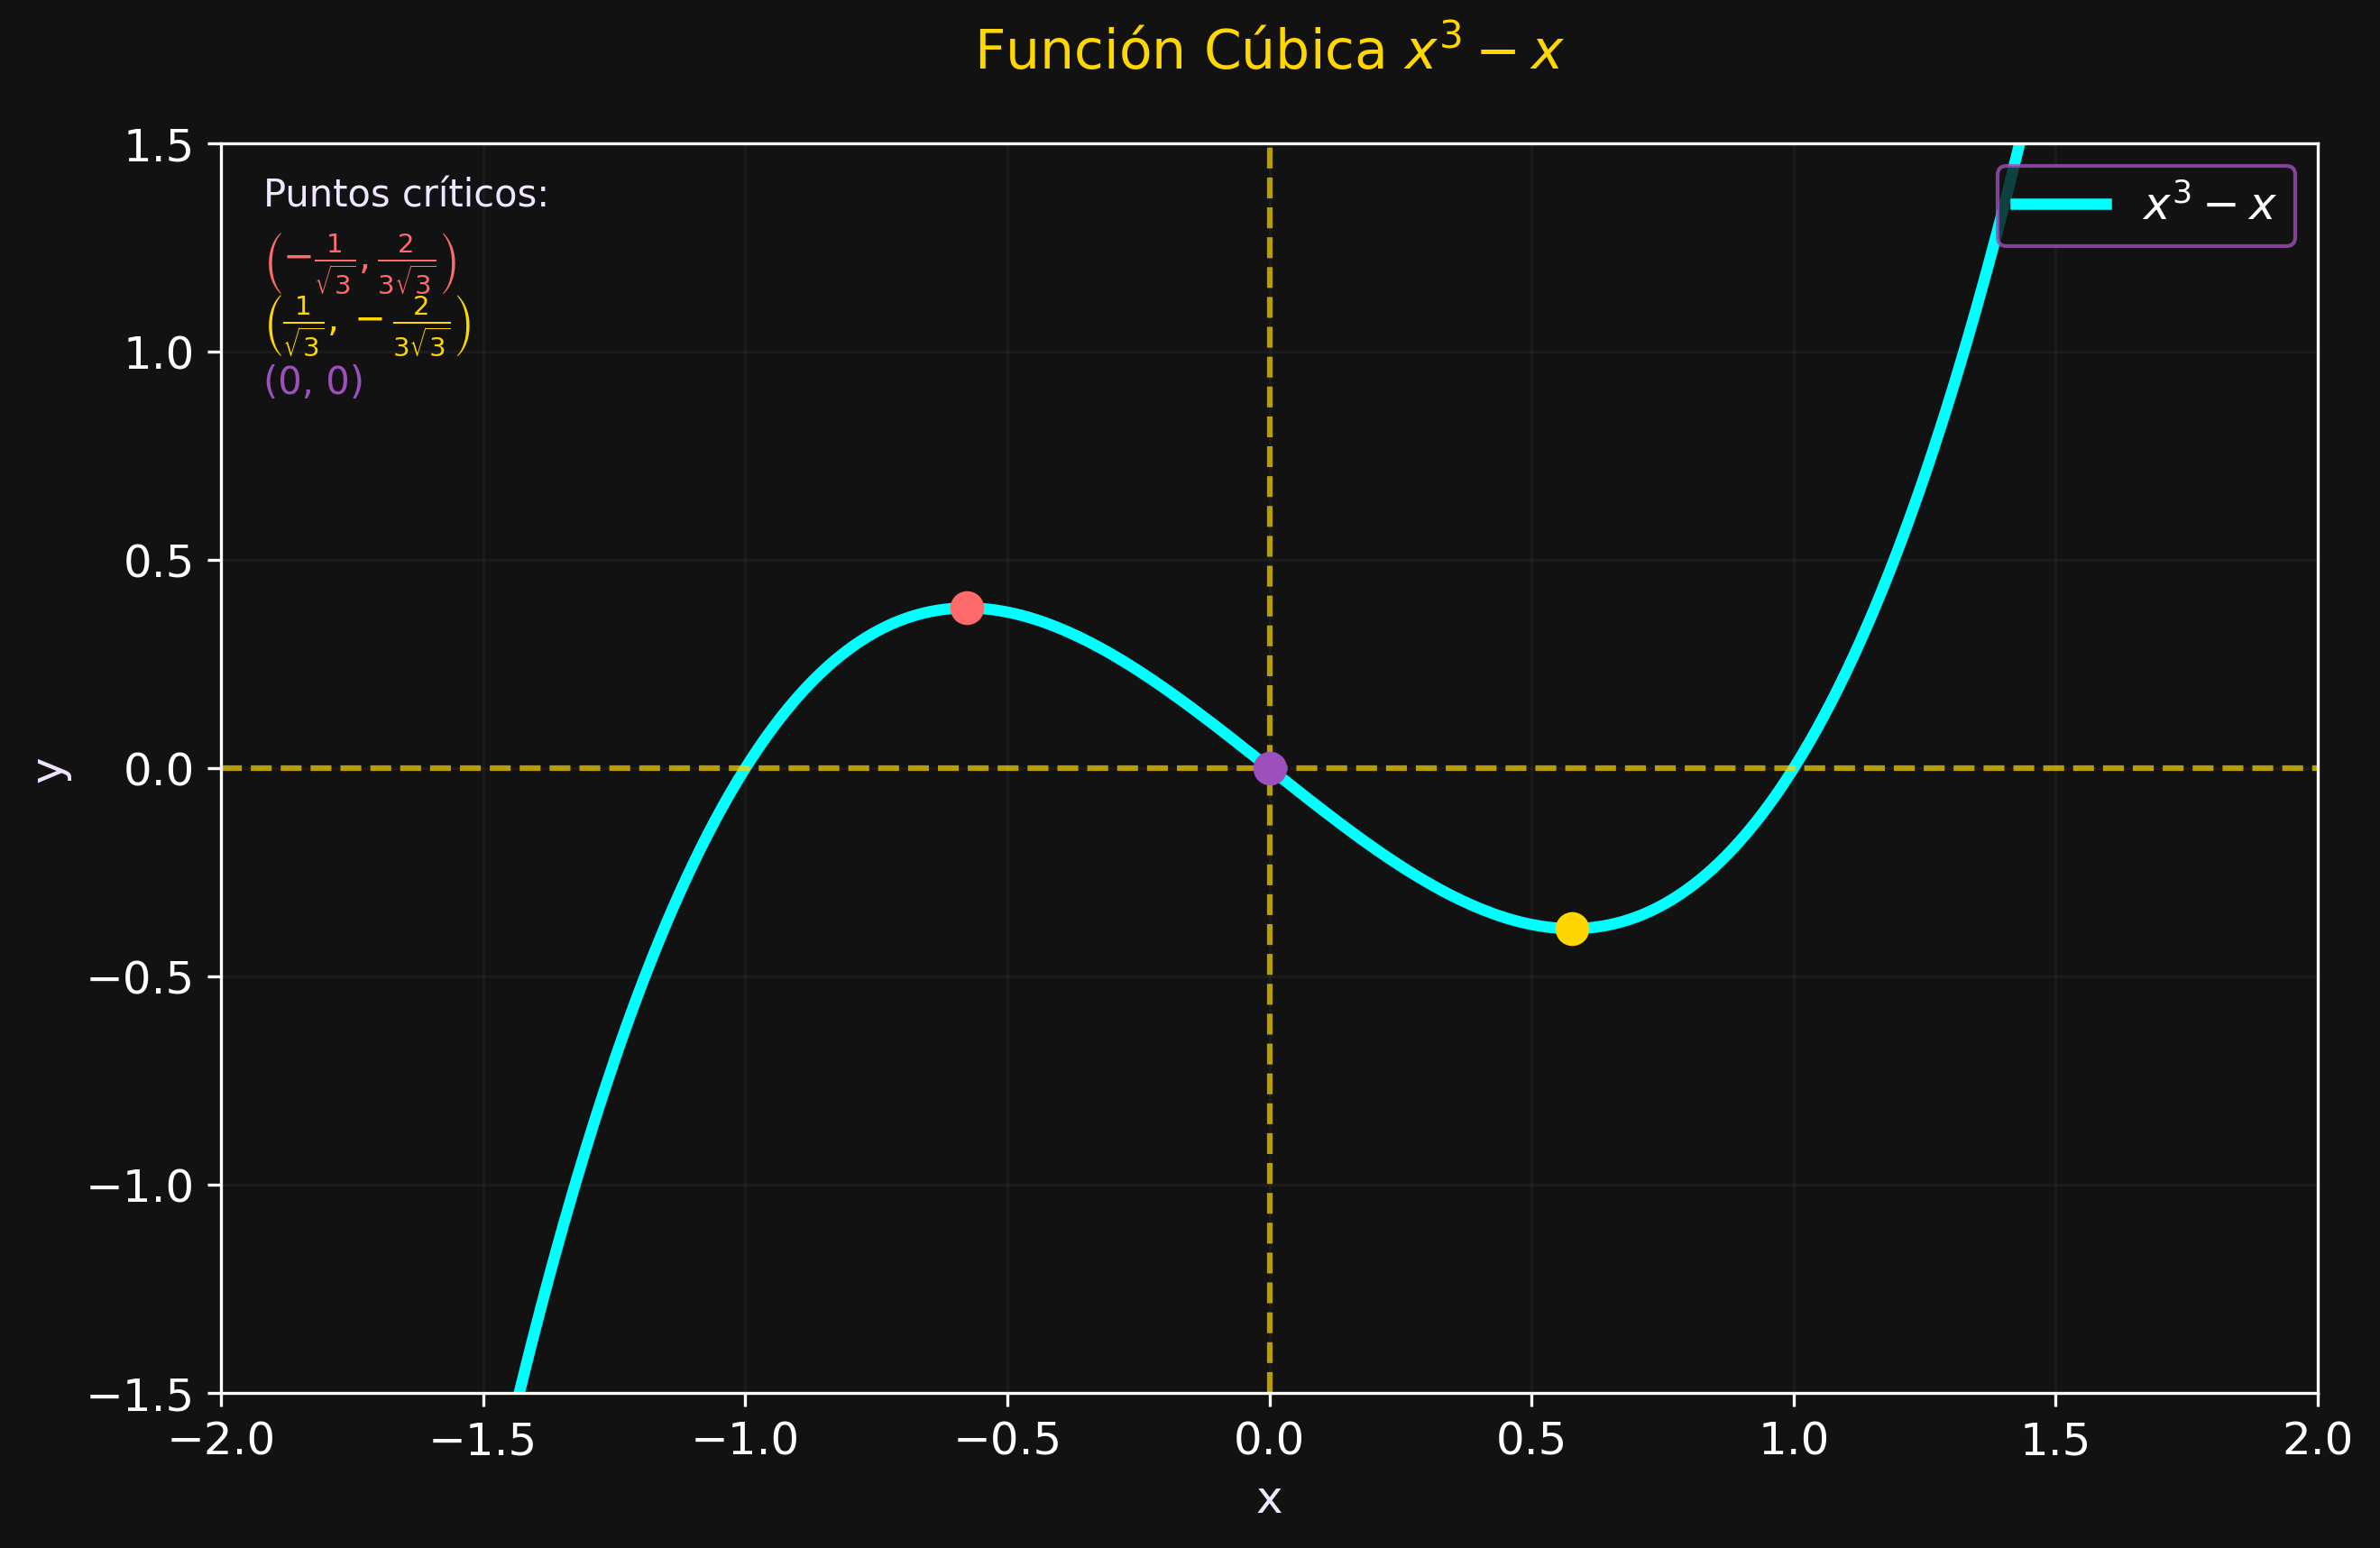 Función Cúbica x³ − x
1.5
Puntos críticos:
(−1/√3, 2/3√3)
(1/√3, −2/3√3)
(0, 0)
x³ − x
1.0
0.5
0.0
−0.5
−1.0
−1.5
y
−2.0 −1.5 −1.0 −0.5 0.0 0.5 1.0 1.5 2.0
x